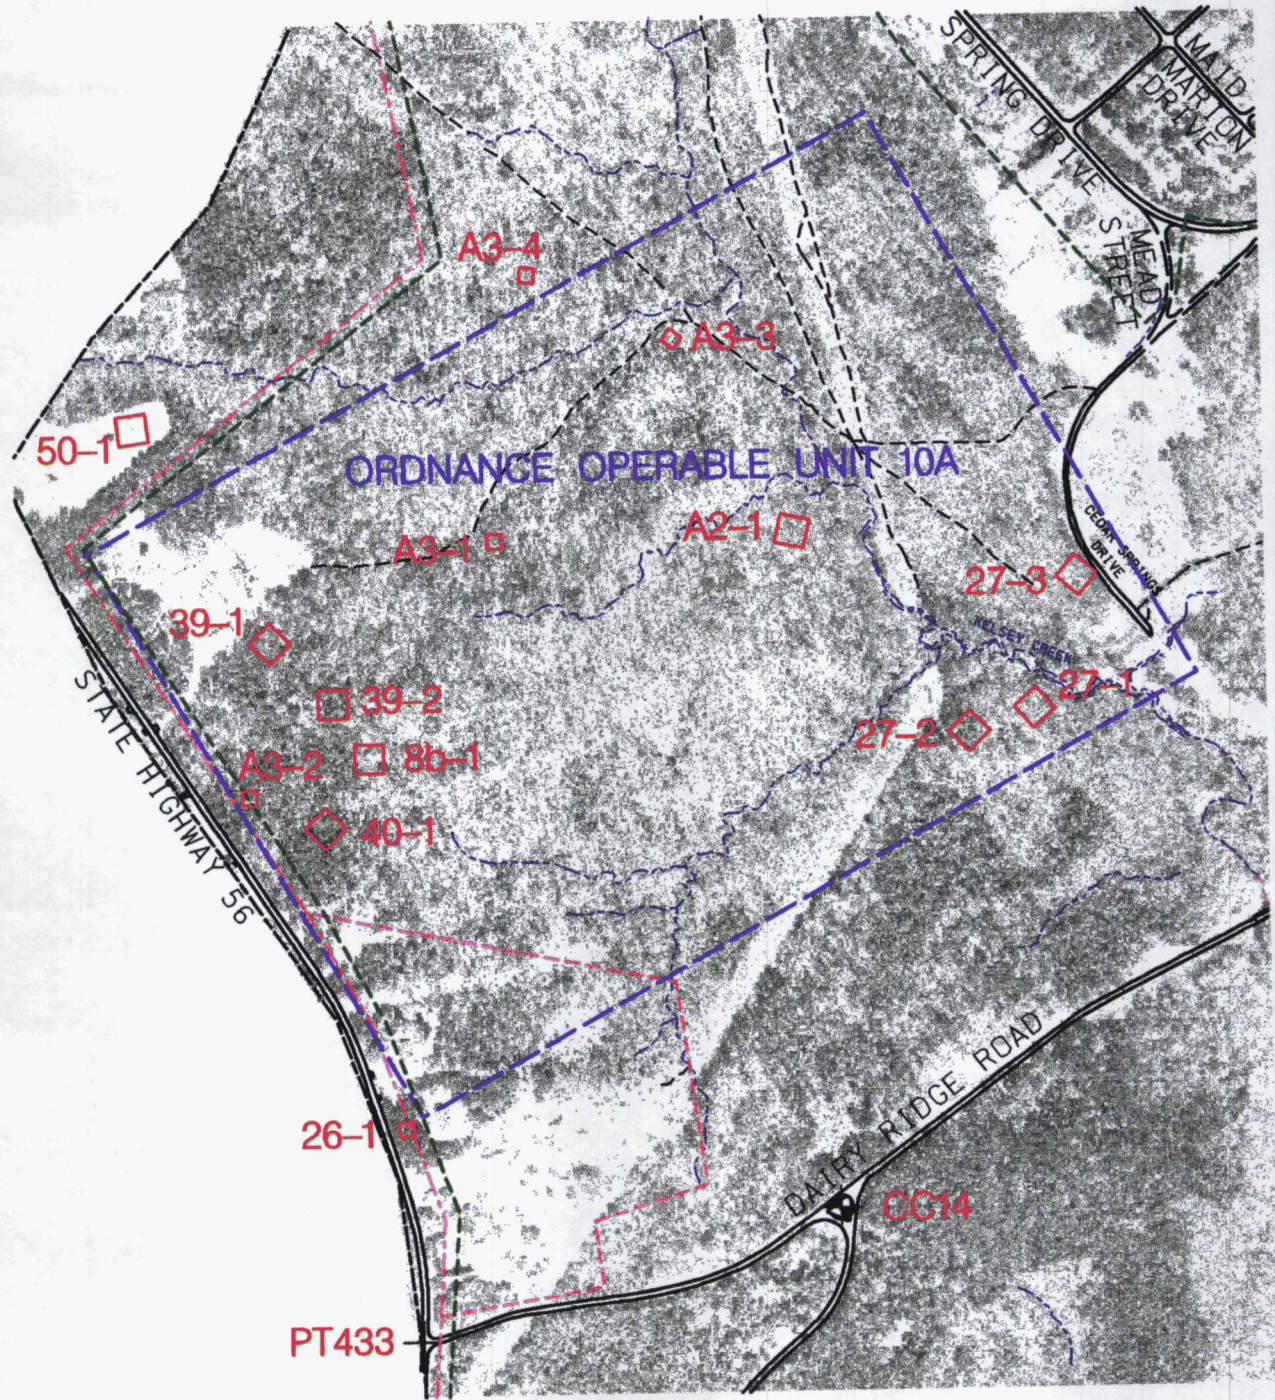 SPRING DRIVE
MARION
DRIVE
MAID
MEAD
STREET
A3-4
A3-3
50-1
ORDNANCE OPERABLE UNIT 10A
A2-1
A3-1
CEDAR SPRINGS
DRIVE
27-3
39-1
KELSEY CREEK
27-1
39-2
27-2
8b-1
A3-2
40-1
STATE HIGHWAY 56
26-1
DAIRY RIDGE ROAD
CC14
PT433